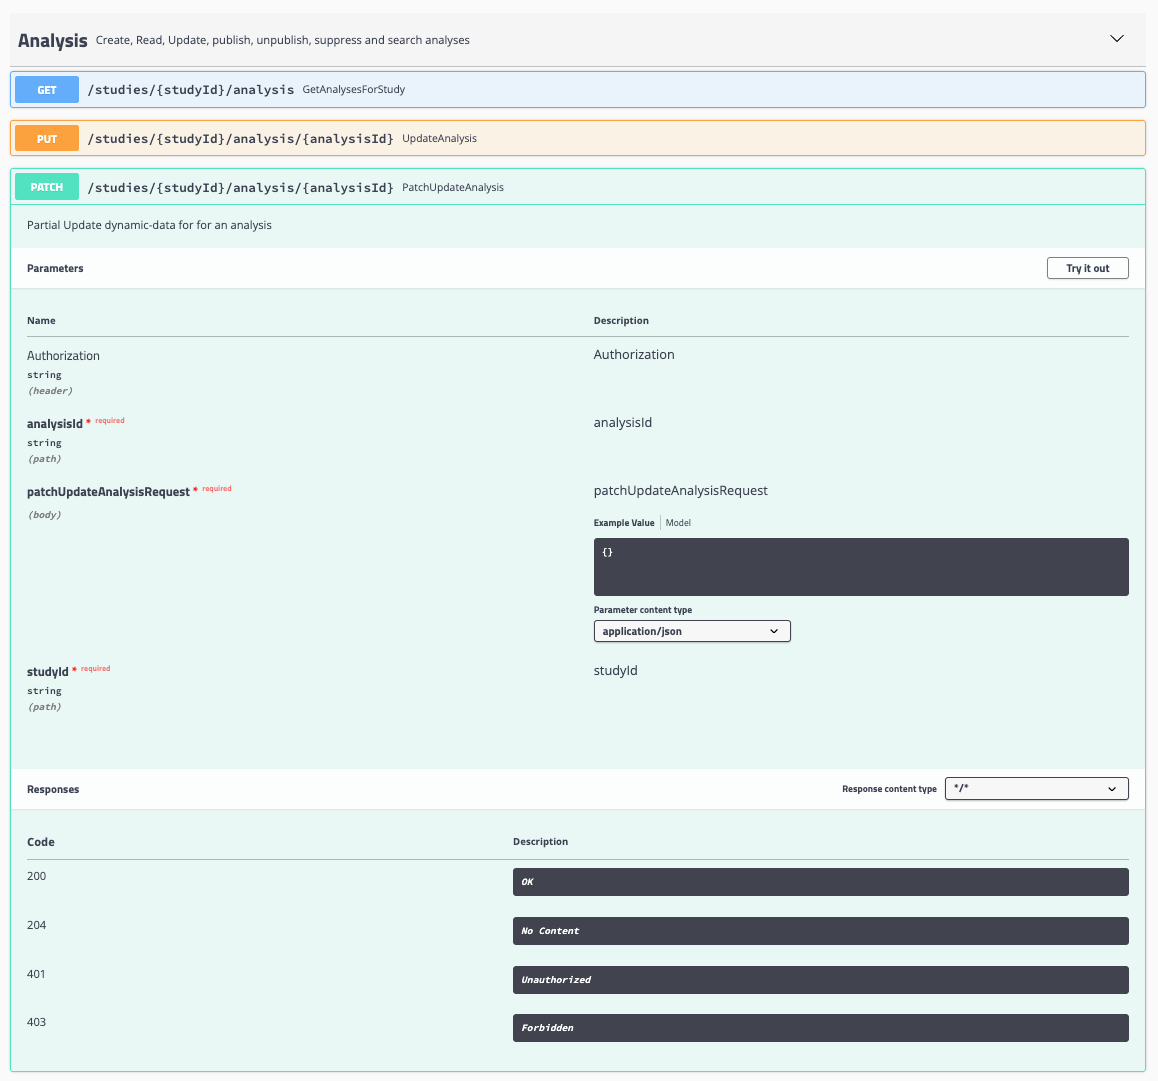 Analysis Create, Read, Update, publish, unpublish, suppress and search analyses
GET /studies/{studyId}/analysis GetAnalysesForStudy
PUT /studies/{studyId}/analysis/{analysisId} UpdateAnalysis
PATCH /studies/{studyId}/analysis/{analysisId} PatchUpdateAnalysis
Partial Update dynamic-data for for an analysis
Parameters Try it out
Name Description
Authorization Authorization
string
(header)
analysisId * required analysisId
string
(path)
patchUpdateAnalysisRequest * required patchUpdateAnalysisRequest
(body)
Example Value Model
{}
Parameter content type
application/json
studyId * required studyId
string
(path)
Responses Response content type */*
Code Description
200 OK
204 No Content
401 Unauthorized
403 Forbidden